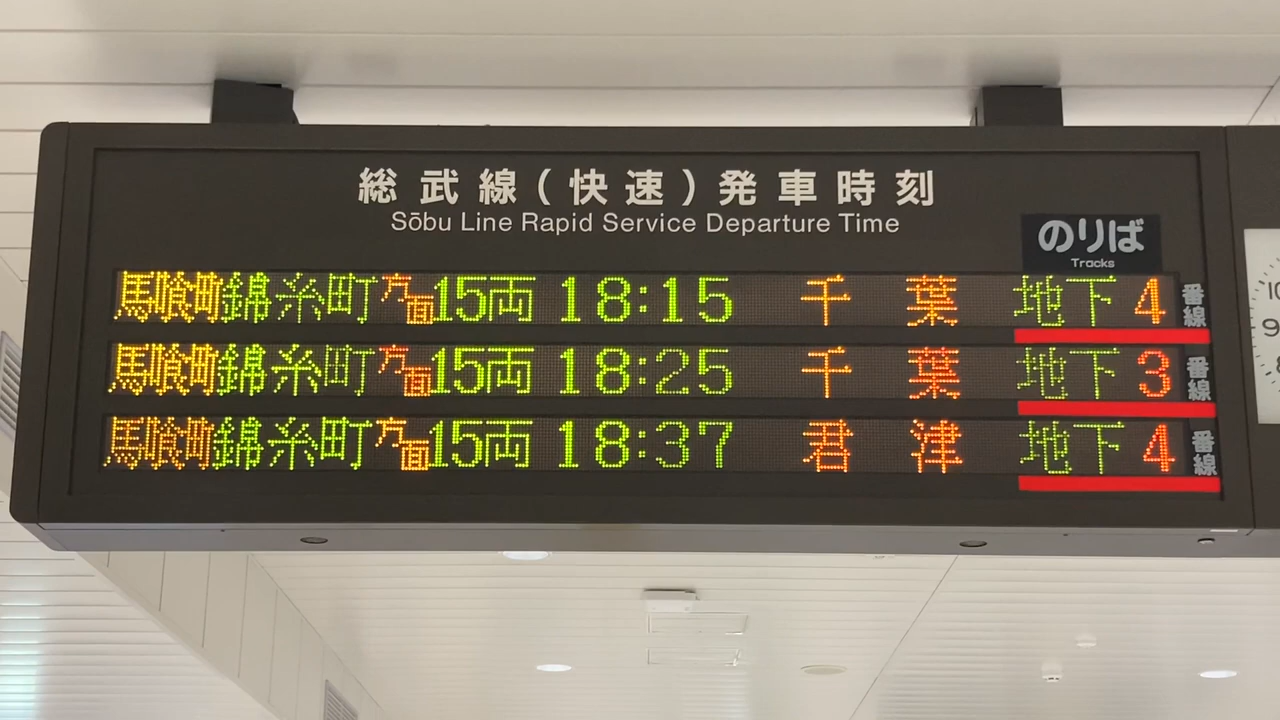 総武線(快速)発車時刻
Sōbu Line Rapid Service Departure Time
のりば
Tracks
馬喰町錦糸町方面15両 18:15 千葉 地下4番線
馬喰町錦糸町方面15両 18:25 千葉 地下3番線
馬喰町錦糸町方面15両 18:37 君津 地下4番線
10
9
8